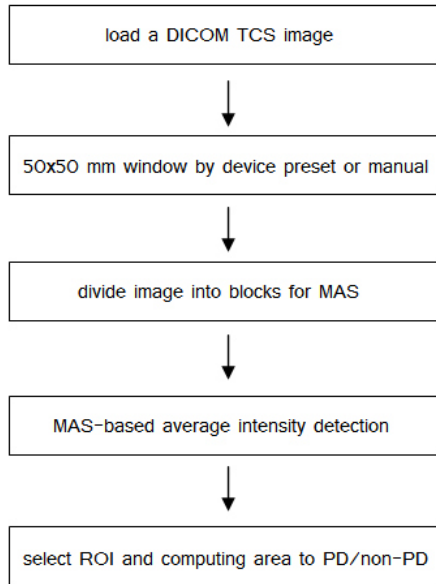 load a DICOM TCS image
50x50 mm window by device preset or manual
divide image into blocks for MAS
MAS-based average intensity detection
select ROI and computing area to PD/non-PD